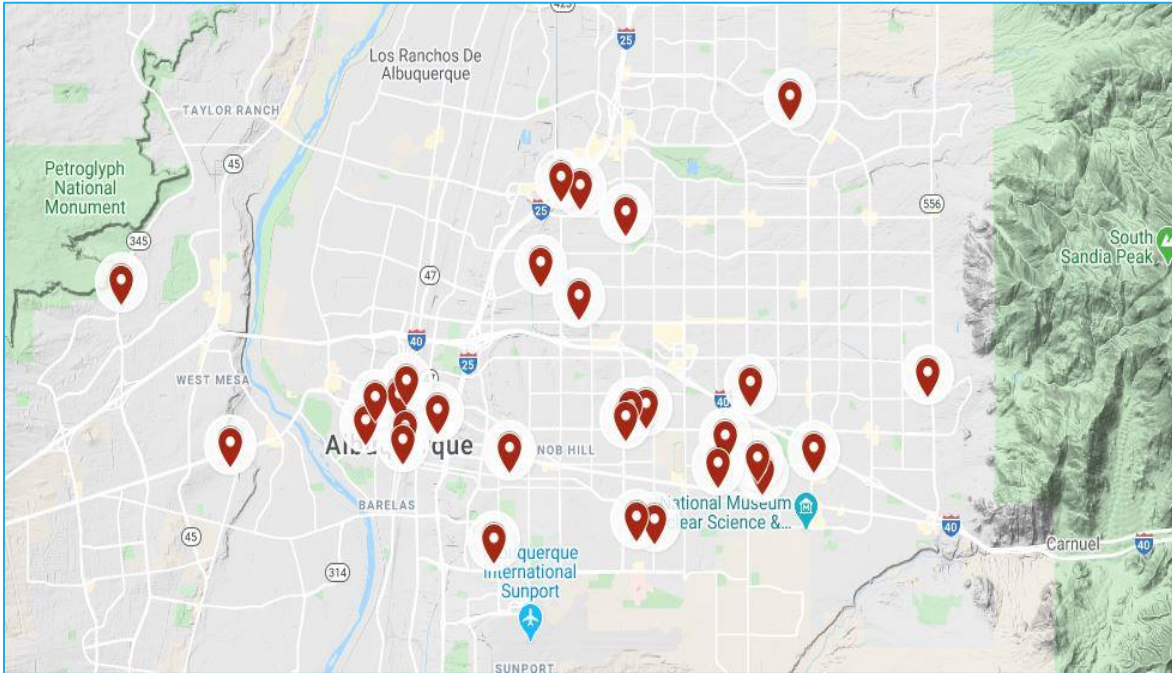 423
25
Los Ranchos De
Albuquerque
TAYLOR RANCH
45
Petroglyph
National
Monument
345
25
556
South
Sandia Peak
47
40
25
WEST MESA
40
Albuquerque
NOB HILL
BARELAS
National Museum
lear Science &...
45
314
querque
International
Sunport
40
Carnuel
40
SUNPORT